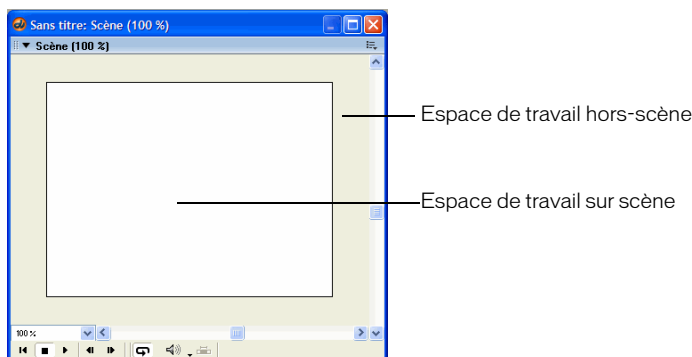 Sans titre: Scène (100 %)
Scène (100 %)
Espace de travail hors-scène
Espace de travail sur scène
100 %